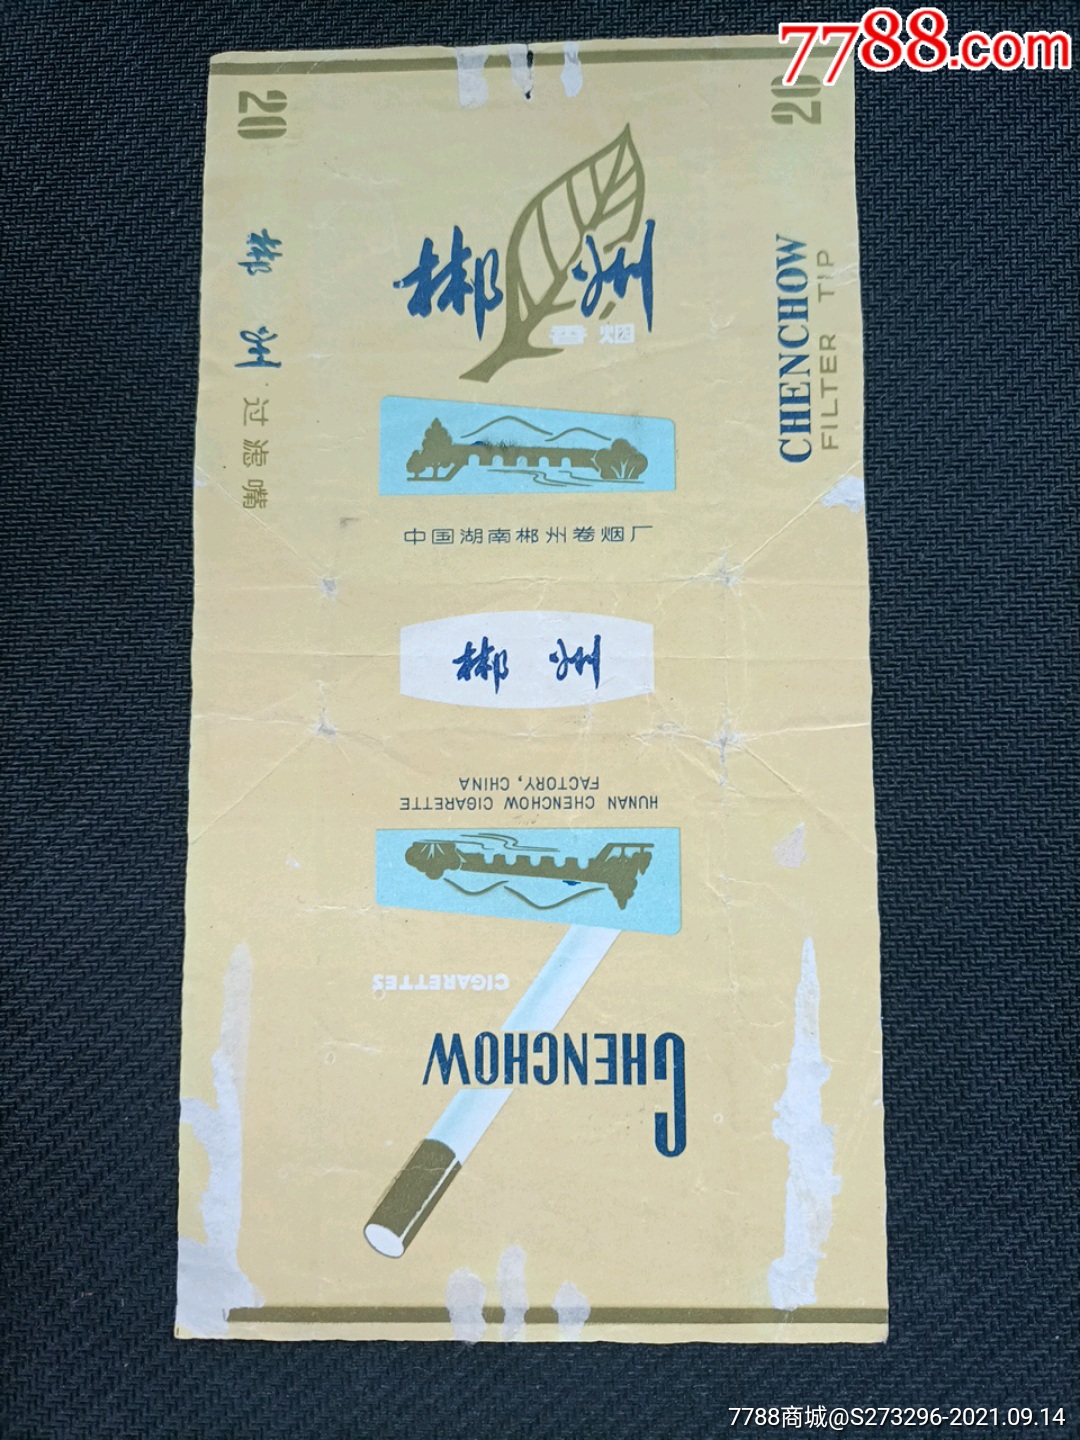 7788.com
20
20
郴州
香烟
郴州
过滤嘴
CHENCHOW
FILTER TIP
中国湖南郴州卷烟厂
郴州
HUNAN CHENCHOW CIGARETTE
FACTORY, CHINA
CIGARETTES
CHENCHOW
7788商城@S273296-2021.09.14